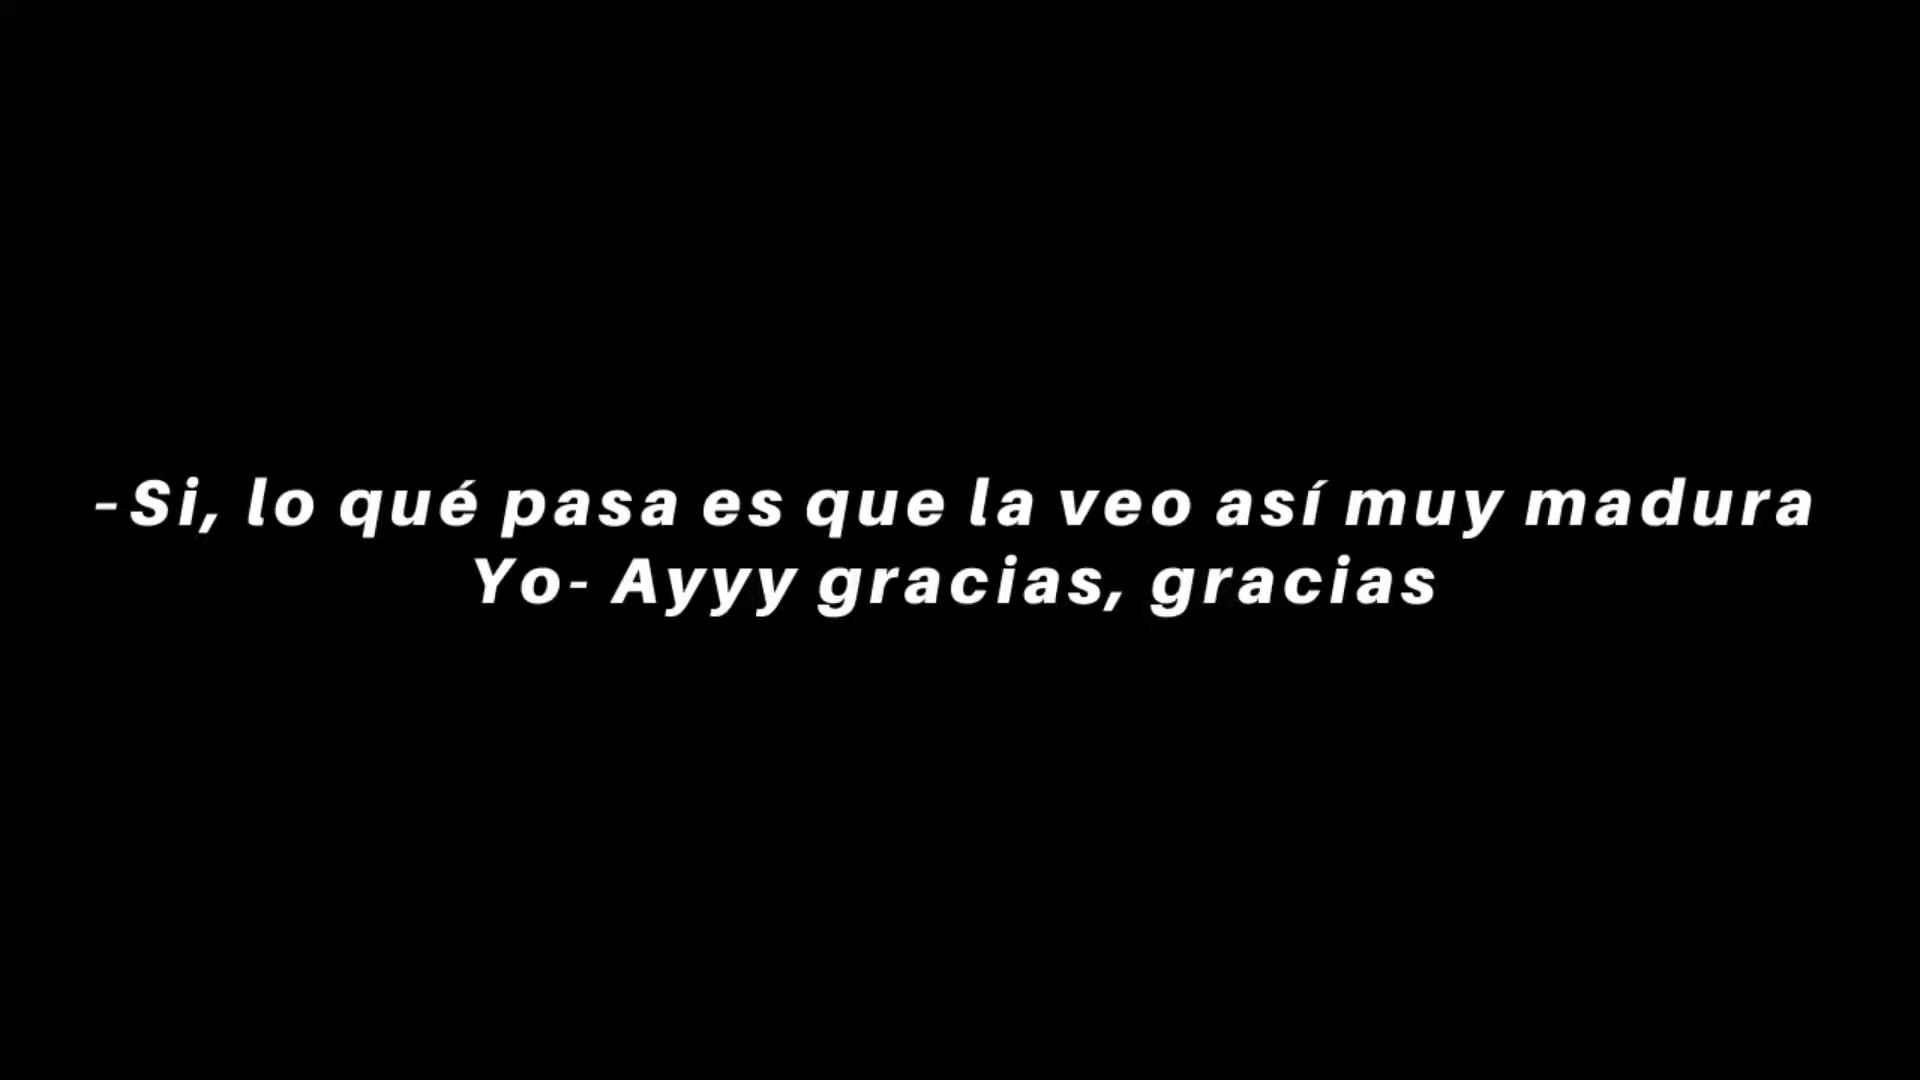 -Si, lo qué pasa es que la veo así muy madura
Yo- Ayyy gracias, gracias